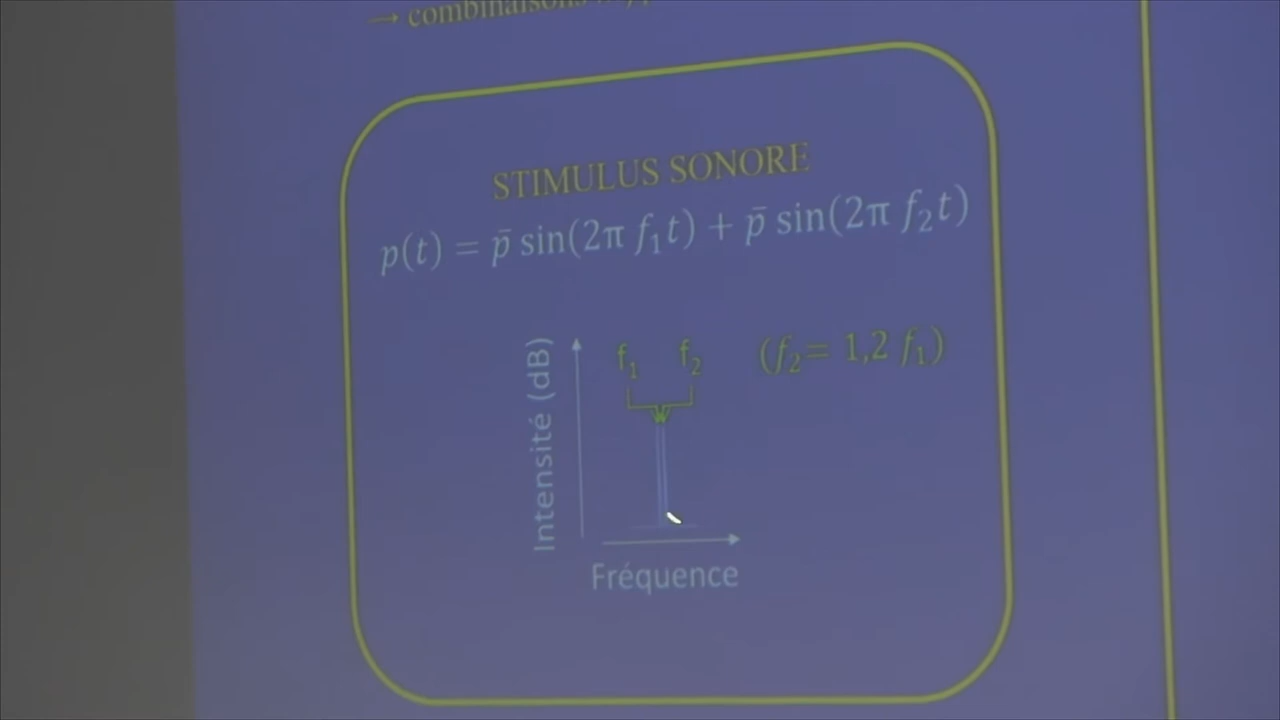 → combinaisons
STIMULUS SONORE
p(t) = p̄ sin(2π f₁t) + p̄ sin(2π f₂t)
f₁ f₂ (f₂= 1,2 f₁)
Intensité (dB)
Fréquence